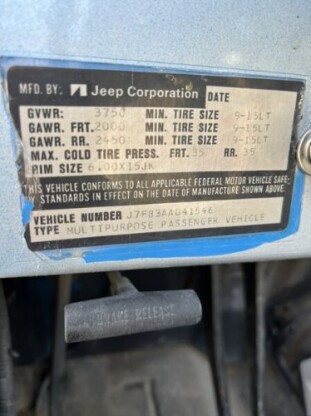 MFD. BY: Jeep Corporation DATE
GVWR: 3750 MIN. TIRE SIZE 9-15LT
GAWR. FRT. 2000 MIN. TIRE SIZE 9-15LT
GAWR. RR. 2450 MIN. TIRE SIZE 9-15LT
MAX. COLD TIRE PRESS. FRT. 35 RR. 35
RIM SIZE 6.00X15JK
THIS VEHICLE CONFORMS TO ALL APPLICABLE FEDERAL MOTOR VEHICLE SAFE-
STANDARDS IN EFFECT ON THE DATE OF MANUFACTURE SHOWN ABOVE
VEHICLE NUMBER J7F83AA04154E
TYPE MULTIPURPOSE PASSENGER VEHICLE
BRAKE RELEASE